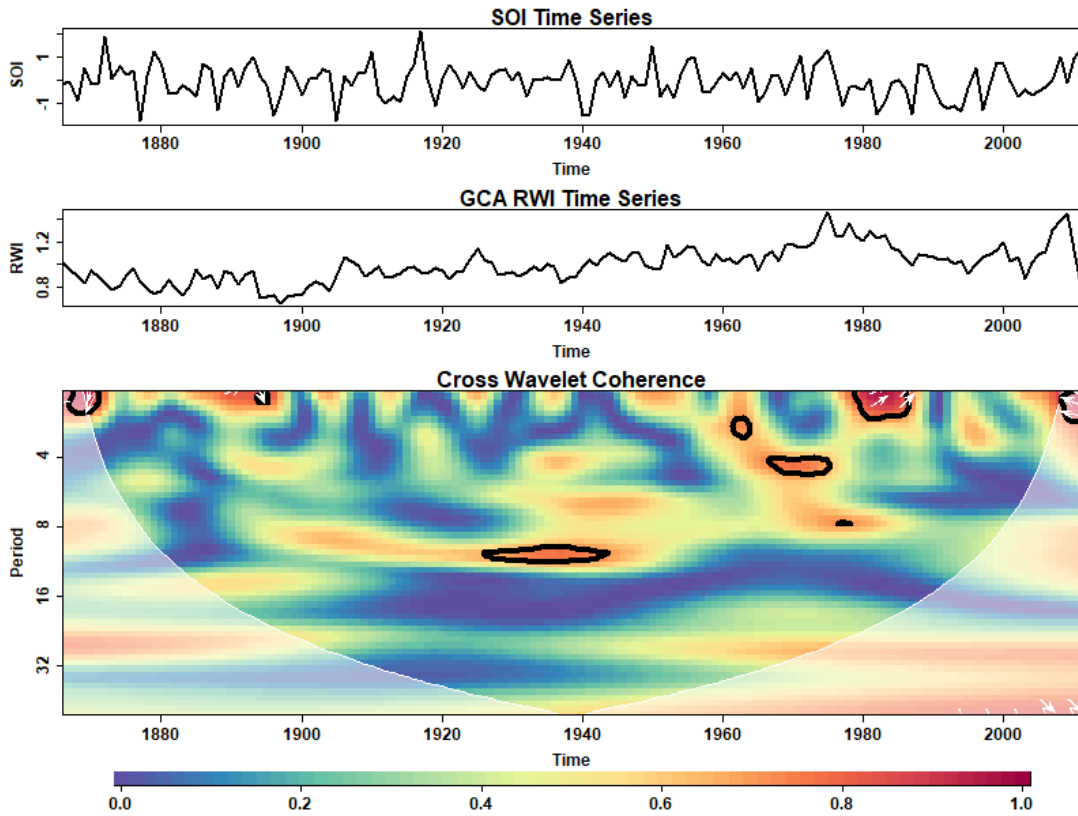 SOI Time Series
SOI
1
-1
1880 1900 1920 1940 1960 1980 2000
Time
GCA RWI Time Series
RWI
1.2
0.8
1880 1900 1920 1940 1960 1980 2000
Time
Cross Wavelet Coherence
Period
4
8
16
32
1880 1900 1920 1940 1960 1980 2000
Time
0.0 0.2 0.4 0.6 0.8 1.0